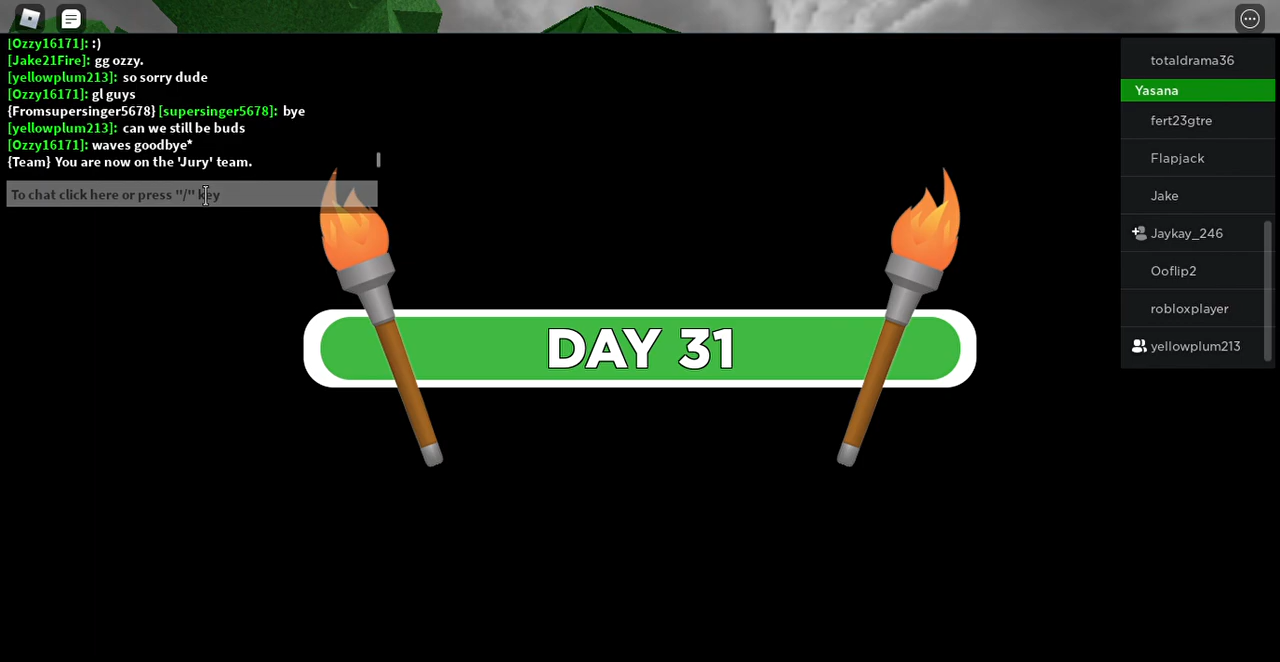 [Ozzy16171]: :)
[Jake21Fire]: gg ozzy.
[yellowplum213]: so sorry dude
[Ozzy16171]: gl guys
{Fromsupersinger5678} [supersinger5678]: bye
[yellowplum213]: can we still be buds
[Ozzy16171]: waves goodbye*
{Team} You are now on the 'Jury' team.
To chat click here or press "/" key
DAY 31
totaldrama36
Yasana
fert23gtre
Flapjack
Jake
Jaykay_246
Ooflip2
robloxplayer
yellowplum213